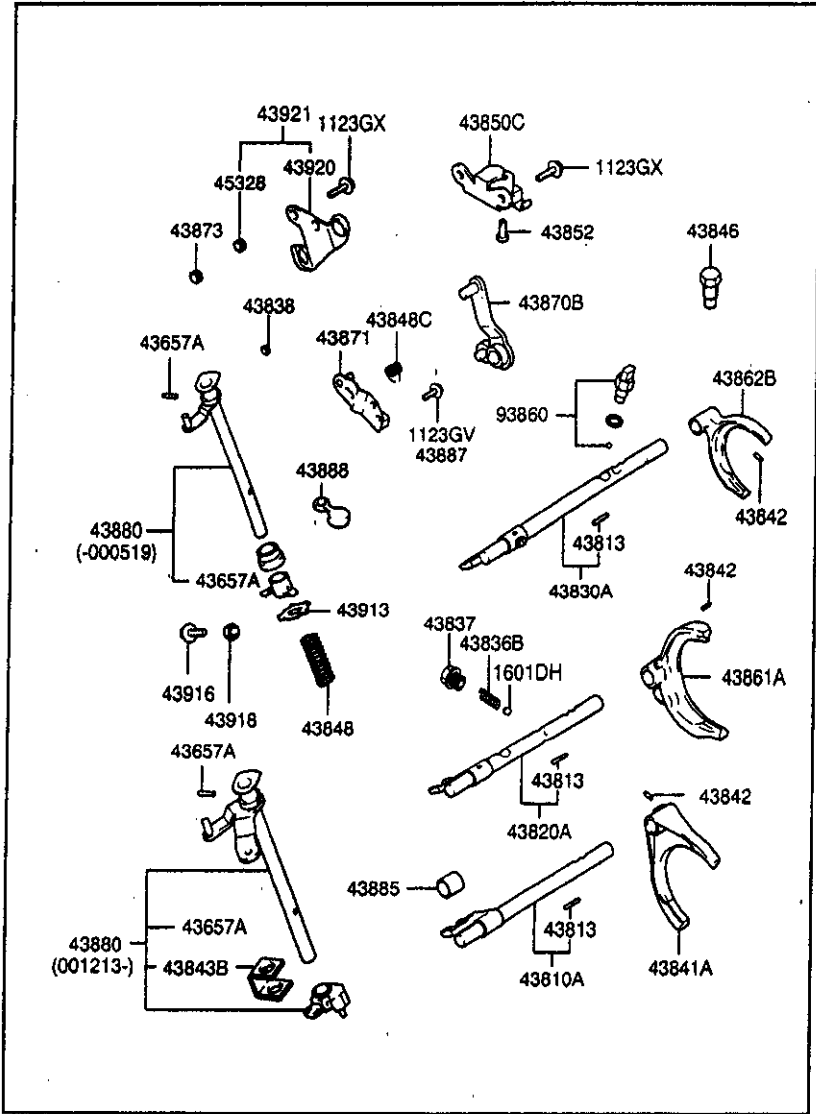 43921
1123GX
43850C
43920
1123GX
45328
43873
43852
43846
43870B
43838
43848C
43657A
43871
43862B
93860
1123GV
43887
43888
43842
43880
(-000519)
43813
43657A
43830A
43842
43913
43837
43836B
1601DH
43861A
43916
43918
43848
43657A
43813
43842
43820A
43885
43657A
43813
43880
(001213-)
43843B
43810A
43841A